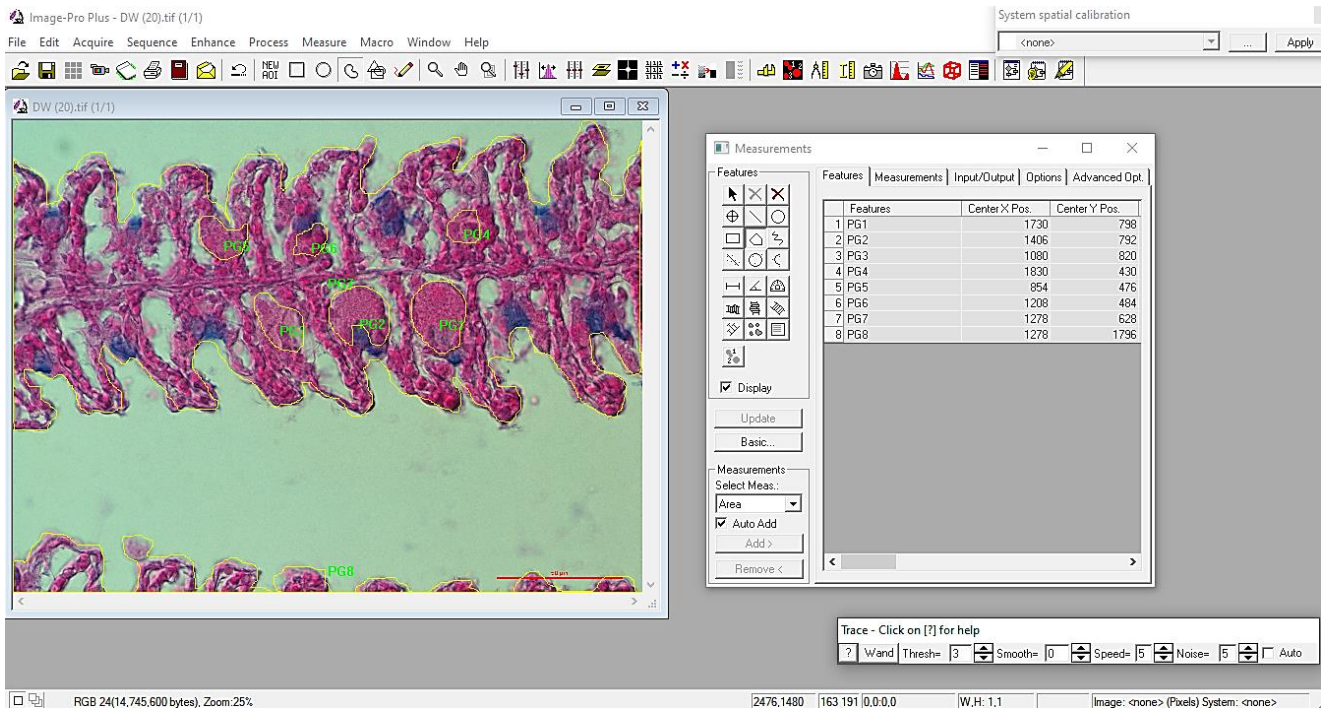 Image-Pro Plus - DW (20).tif (1/1)
System spatial calibration
File Edit Acquire Sequence Enhance Process Measure Macro Window Help
<none>
...
Apply
NEW AOI
DW (20).tif (1/1)
PG5
PG6
PG4
PG3
PG2
PG8
Measurements
Features
Display
Update
Basic...
Measurements
Select Meas.:
Area
Auto Add
Add >
Remove <
Features Measurements Input/Output Options Advanced Opt.
Features Center X Pos. Center Y Pos.
1 PG1 1730 798
2 PG2 1406 792
3 PG3 1080 820
4 PG4 1830 430
5 PG5 854 476
6 PG6 1208 484
7 PG7 1278 628
8 PG8 1278 1796
Trace - Click on [?] for help
? Wand Thresh= 3 Smooth= 0 Speed= 5 Noise= 5 Auto
RGB 24(14,745,600 bytes), Zoom:25%
2476,1480 163 191 0,0:0,0 W,H: 1,1 Image: <none> (Pixels) System: <none>